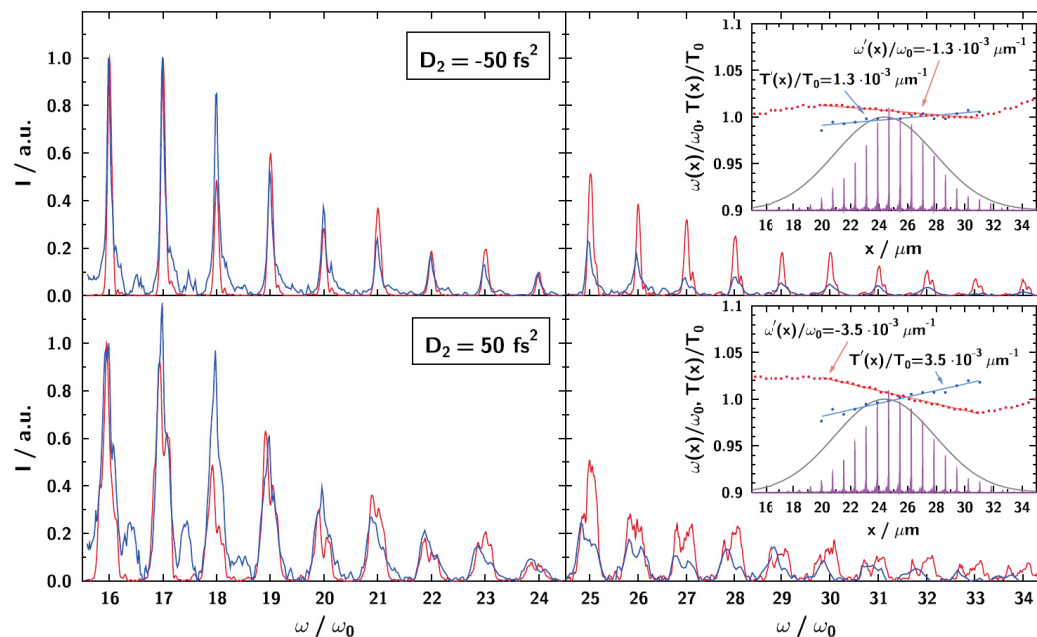 D₂ = -50 fs²
I / a.u.
1.0
0.8
0.6
0.4
0.2
0.0
ω(x)/ω₀, T(x)/T₀
1.10
1.05
1.00
0.95
0.9
ω′(x)/ω₀=-1.3 ·10⁻³ μm⁻¹
T′(x)/T₀=1.3 ·10⁻³ μm⁻¹
16 18 20 22 24 26 28 30 32 34
x / μm
D₂ = 50 fs²
I / a.u.
1.0
0.8
0.6
0.4
0.2
0.0
ω(x)/ω₀, T(x)/T₀
1.1
1.05
1.00
0.95
0.9
ω′(x)/ω₀=-3.5 ·10⁻³ μm⁻¹
T′(x)/T₀=3.5 ·10⁻³ μm⁻¹
16 18 20 22 24 26 28 30 32 34
x / μm
16 17 18 19 20 21 22 23 24 25 26 27 28 29 30 31 32 33 34
ω / ω₀ ω / ω₀